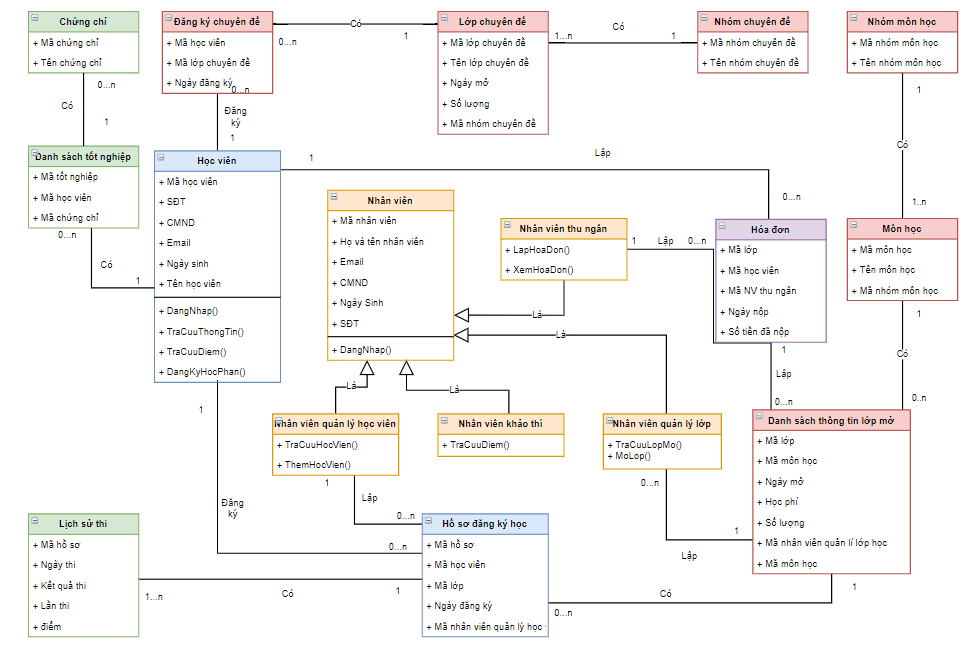 Chứng chỉ
+ Mã chứng chỉ
+ Tên chứng chỉ
Đăng ký chuyên đề
+ Mã học viên
+ Mã lớp chuyên đề
+ Ngày đăng ký
Có
0...n
1
Lớp chuyên đề
+ Mã lớp chuyên đề
+ Tên lớp chuyên đề
+ Ngày mở
+ Số lượng
+ Mã nhóm chuyên đề
1...n
Có
1
Nhóm chuyên đề
+ Mã nhóm chuyên đề
+ Tên nhóm chuyên đề
Nhóm môn học
+ Mã nhóm môn học
+ Tên nhóm môn học
0...n
Có
1
0...n
Đăng
ký
1
1
Có
1..n
Danh sách tốt nghiệp
+ Mã tốt nghiệp
+ Mã học viên
+ Mã chứng chỉ
0...n
Có
1
Học viên
+ Mã học viên
+ SĐT
+ CMND
+ Email
+ Ngày sinh
+ Tên học viên
+ DangNhap()
+ TraCuuThongTin()
+ TraCuuDiem()
+ DangKyHocPhan()
1
Lập
0...n
Nhân viên
+ Mã nhân viên
+ Họ và tên nhân viên
+ Email
+ CMND
+ Ngày Sinh
+ SĐT
+ DangNhap()
Nhân viên thu ngân
+ LapHoaDon()
+ XemHoaDon()
1
Lập
0...n
Hóa đơn
+ Mã lớp
+ Mã học viên
+ Mã NV thu ngân
+ Ngày nộp
+ Số tiền đã nộp
Môn học
+ Mã môn học
+ Tên môn học
+ Mã nhóm môn học
Là
Là
Là
Là
1
Lập
0...n
1
Có
0..n
Nhân viên quản lý học viên
+ TraCuuHocVien()
+ ThemHocVien()
Nhân viên khảo thí
+ TraCuuDiem()
Nhân viên quản lý lớp
+ TraCuuLopMo()
+ MoLop()
Danh sách thông tin lớp mở
+ Mã lớp
+ Mã môn học
+ Ngày mở
+ Học phí
+ Số lượng
+ Mã nhân viên quản lí lớp học
+ Mã môn học
1
Đăng
ký
0...n
1
Lập
0...n
0...n
Lập
1
Lịch sử thi
+ Mã hồ sơ
+ Ngày thi
+ Kết quả thi
+ Lần thi
+ điểm
1...n
Có
1
Hồ sơ đăng ký học
+ Mã hồ sơ
+ Mã học viên
+ Mã lớp
+ Ngày đăng ký
+ Mã nhân viên quản lý học
0...n
Có
1